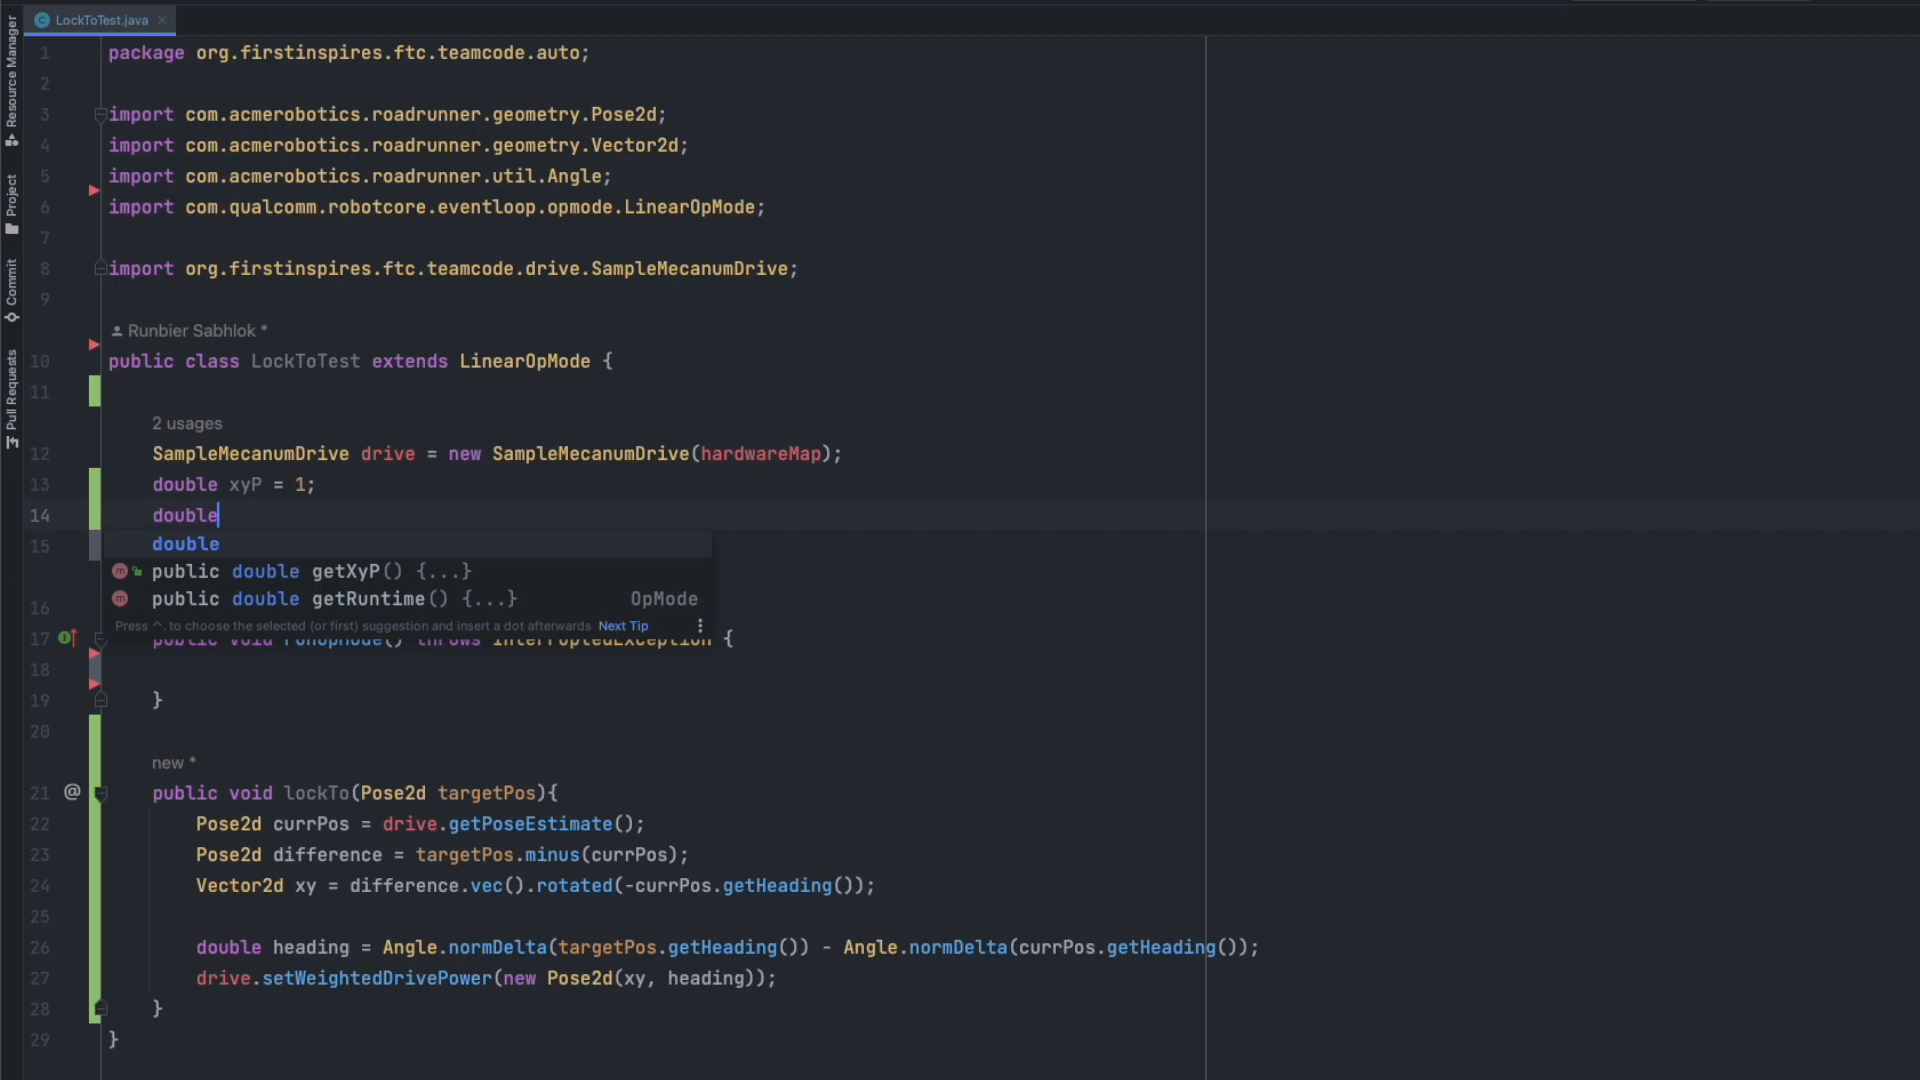 LockToTest.java
Resource Manager
Project
Commit
Pull Requests
1 package org.firstinspires.ftc.teamcode.auto;
2
3 import com.acmerobotics.roadrunner.geometry.Pose2d;
4 import com.acmerobotics.roadrunner.geometry.Vector2d;
5 import com.acmerobotics.roadrunner.util.Angle;
6 import com.qualcomm.robotcore.eventloop.opmode.LinearOpMode;
7
8 import org.firstinspires.ftc.teamcode.drive.SampleMecanumDrive;
9
Runbier Sabhlok *
10 public class LockToTest extends LinearOpMode {
11
2 usages
12 SampleMecanumDrive drive = new SampleMecanumDrive(hardwareMap);
13 double xyP = 1;
14 double
15 double
public double getXyP() {...}
16 public double getRuntime() {...} OpMode
Press ^. to choose the selected (or first) suggestion and insert a dot afterwards Next Tip
17 public void runOpMode() throws InterruptedException {
18
19 }
20
new *
21 @ public void lockTo(Pose2d targetPos){
22 Pose2d currPos = drive.getPoseEstimate();
23 Pose2d difference = targetPos.minus(currPos);
24 Vector2d xy = difference.vec().rotated(-currPos.getHeading());
25
26 double heading = Angle.normDelta(targetPos.getHeading()) - Angle.normDelta(currPos.getHeading());
27 drive.setWeightedDrivePower(new Pose2d(xy, heading));
28 }
29 }